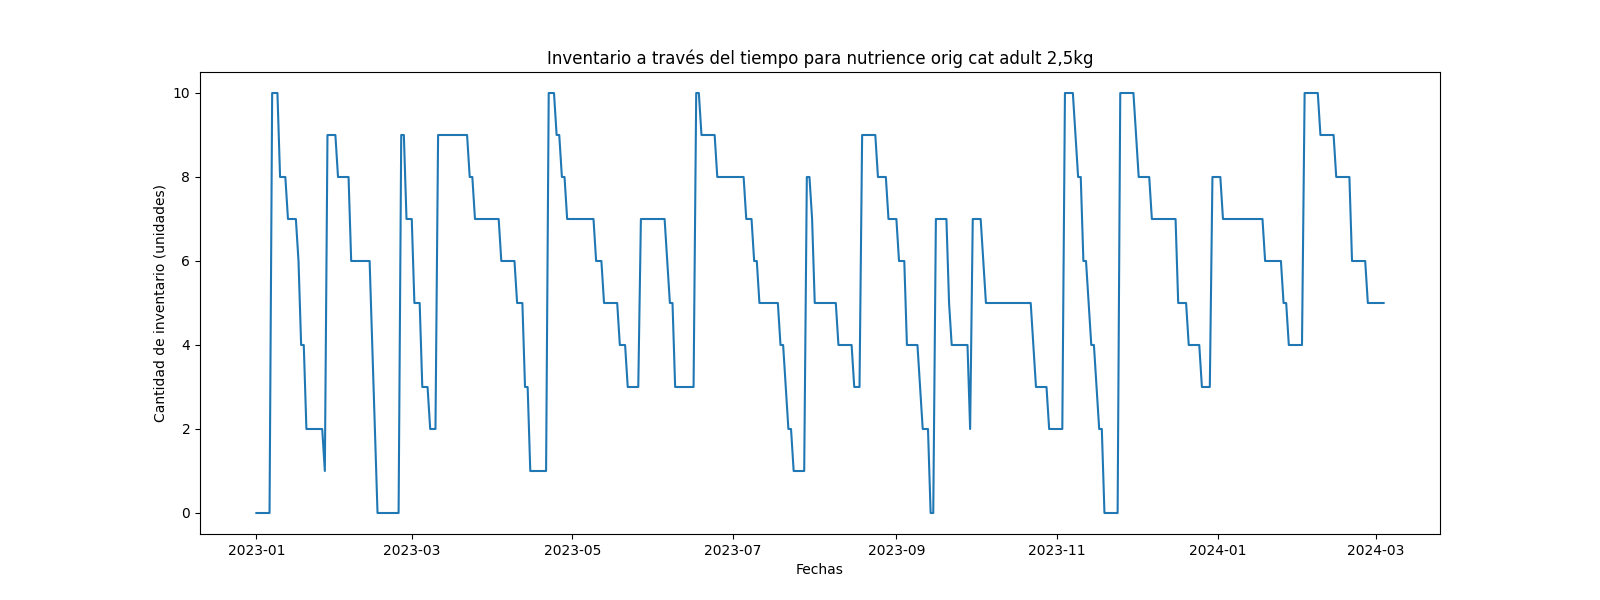 Inventario a través del tiempo para nutrience orig cat adult 2,5kg
Cantidad de inventario (unidades)
10
8
6
4
2
0
2023-01 2023-03 2023-05 2023-07 2023-09 2023-11 2024-01 2024-03
Fechas